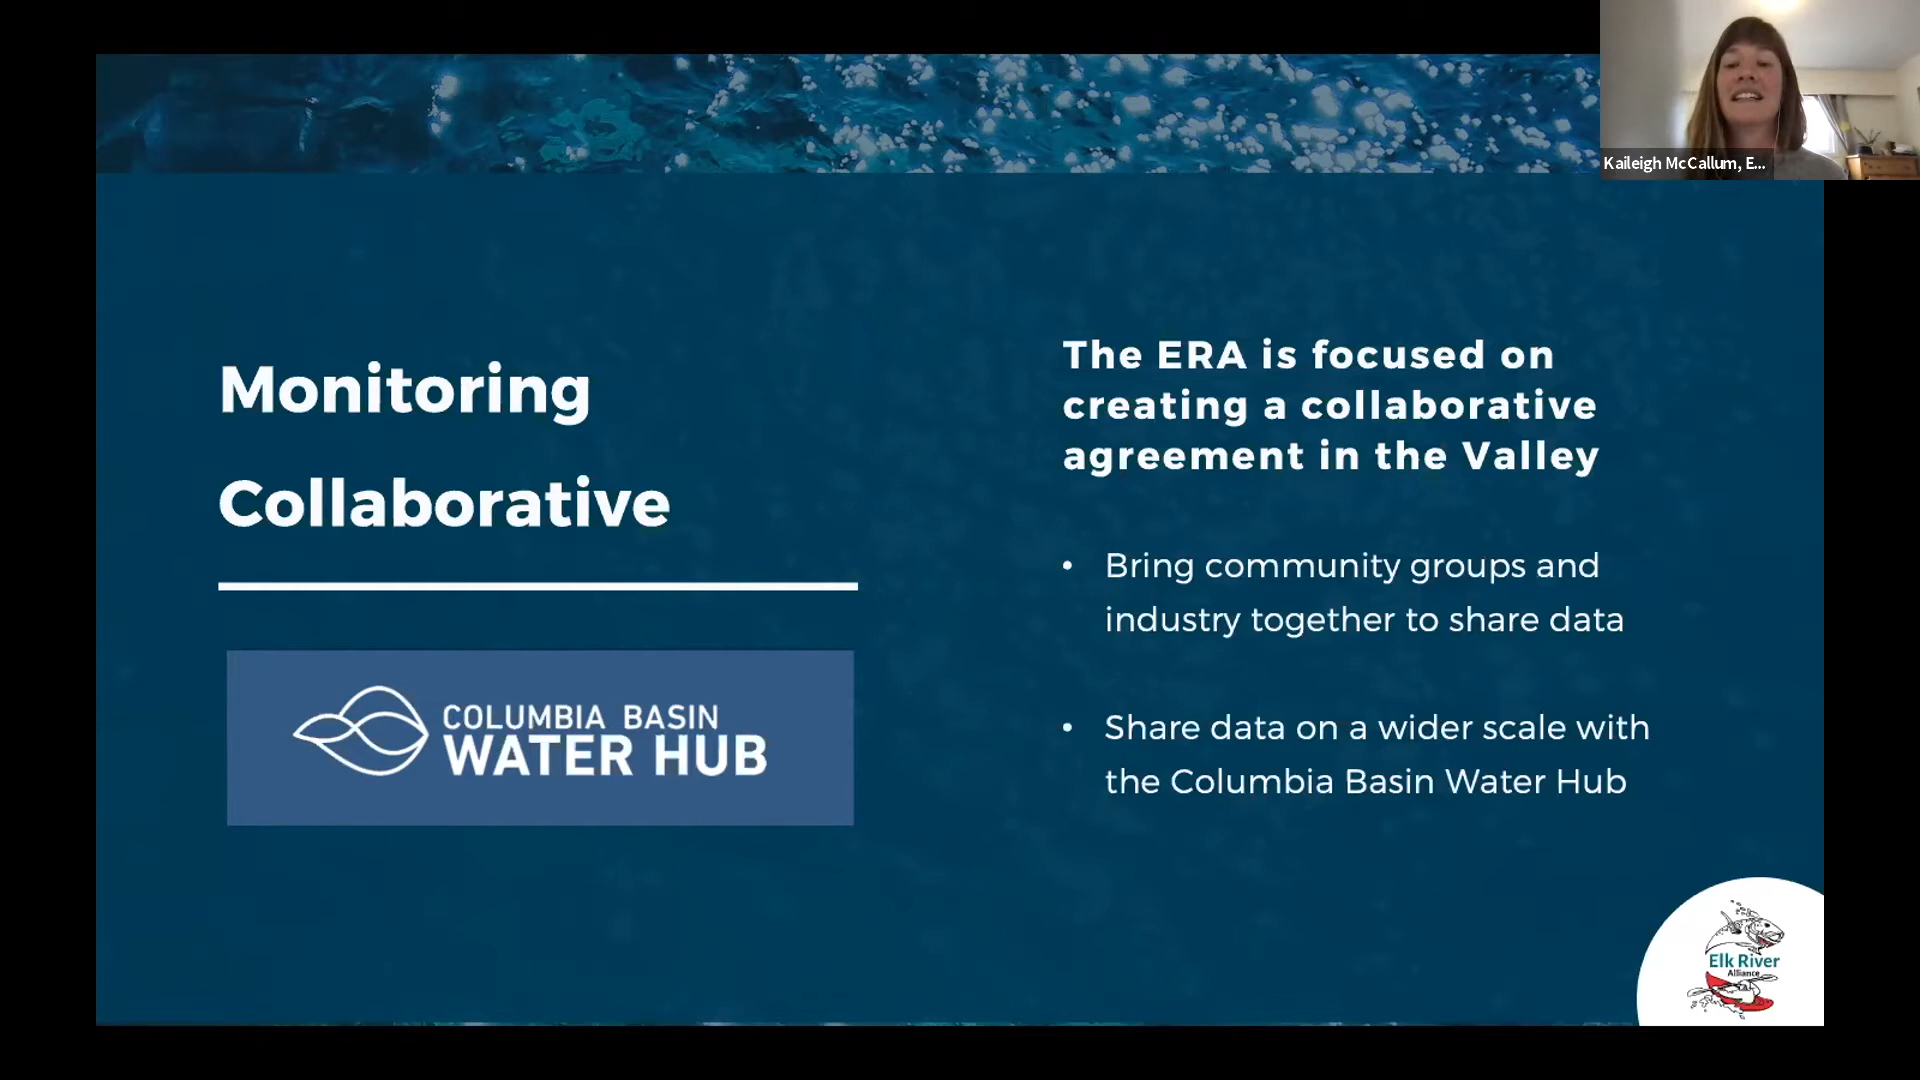 Kaileigh McCallum, E...
Monitoring
Collaborative
COLUMBIA BASIN
WATER HUB
The ERA is focused on
creating a collaborative
agreement in the Valley
• Bring community groups and
industry together to share data
• Share data on a wider scale with
the Columbia Basin Water Hub
Elk River
Alliance